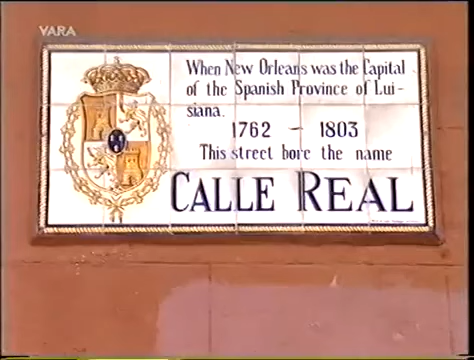 VARA
When New Orleans was the Capital
of the Spanish Province of Lui-
siana.
1762 – 1803
This street bore the name
CALLE REAL